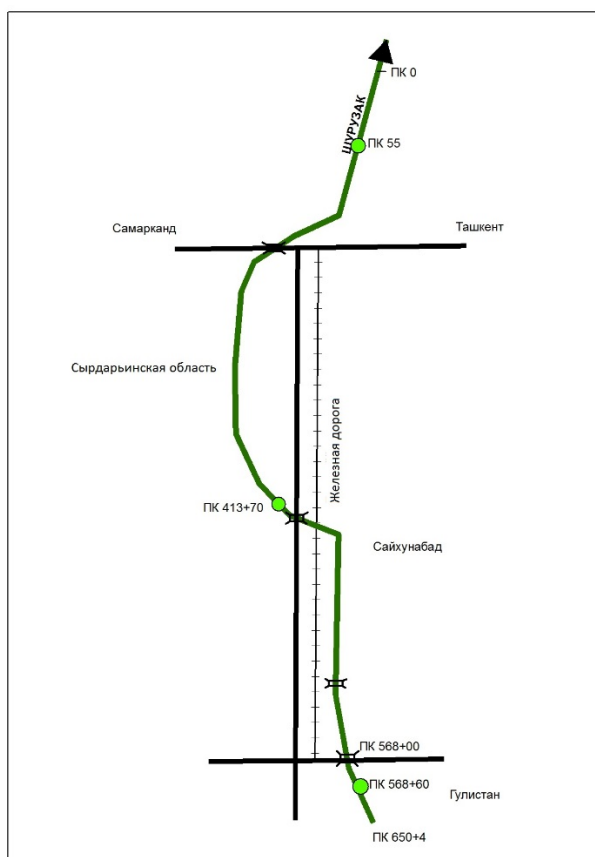 ПК 0
ШУРУЗАК
ПК 55
Самарканд
Ташкент
Сырдарьинская область
Железная дорога
ПК 413+70
Сайхунабад
ПК 568+00
ПК 568+60
Гулистан
ПК 650+4